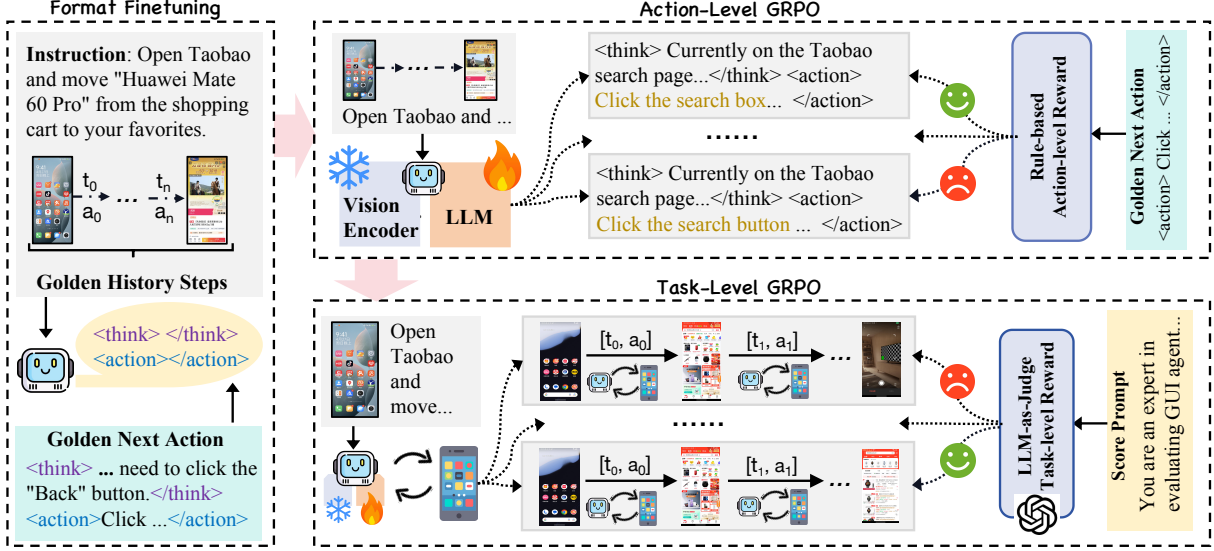 Format Finetuning
Instruction: Open Taobao
and move "Huawei Mate
60 Pro" from the shopping
cart to your favorites.
t0
...
tn
a0
an
Golden History Steps
<think> </think>
<action></action>
Golden Next Action
<think> ... need to click the
"Back" button.</think>
<action>Click ...</action>
Action-Level GRPO
...
Open Taobao and ...
Vision
Encoder
LLM
<think> Currently on the Taobao
search page...</think> <action>
Click the search box... </action>
......
<think> Currently on the Taobao
search page...</think> <action>
Click the search button ... </action>
Rule-based
Action-level Reward
Golden Next Action
<action> Click ... </action>
Task-Level GRPO
Open
Taobao
and
move...
[t0, a0]
[t1, a1]
...
......
[t0, a0]
[t1, a1]
...
LLM-as-Judge
Task-level Reward
Score Prompt
You are an expert in
evaluating GUI agent...